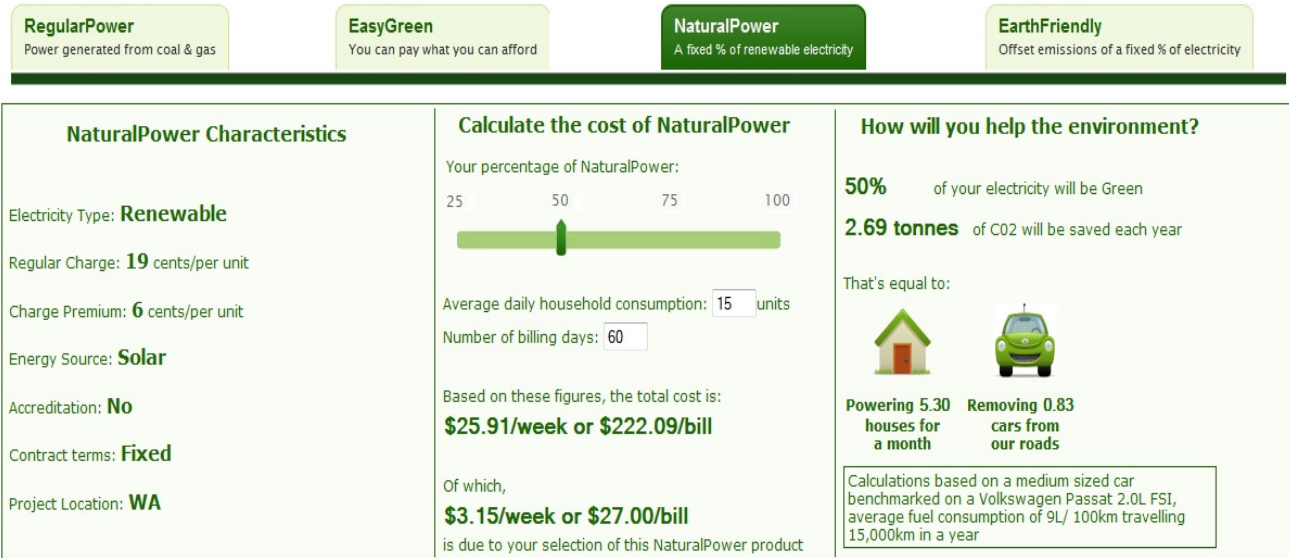 RegularPower
Power generated from coal & gas
EasyGreen
You can pay what you can afford
NaturalPower
A fixed % of renewable electricity
EarthFriendly
Offset emissions of a fixed % of electricity
NaturalPower Characteristics
Electricity Type: Renewable
Regular Charge: 19 cents/per unit
Charge Premium: 6 cents/per unit
Energy Source: Solar
Accreditation: No
Contract terms: Fixed
Project Location: WA
Calculate the cost of NaturalPower
Your percentage of NaturalPower:
25 50 75 100
Average daily household consumption: 15 units
Number of billing days: 60
Based on these figures, the total cost is:
$25.91/week or $222.09/bill
Of which,
$3.15/week or $27.00/bill
is due to your selection of this NaturalPower product
How will you help the environment?
50% of your electricity will be Green
2.69 tonnes of C02 will be saved each year
That's equal to:
Powering 5.30
houses for
a month
Removing 0.83
cars from
our roads
Calculations based on a medium sized car
benchmarked on a Volkswagen Passat 2.0L FSI,
average fuel consumption of 9L/ 100km travelling
15,000km in a year